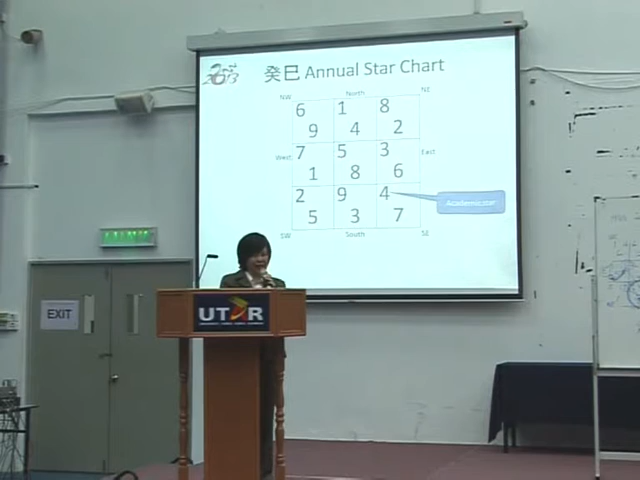 2013
癸巳 Annual Star Chart
NW North NE
6 1 8
9 4 2
West 7 5 3 East
1 8 6
2 9 4
Academic star
5 3 7
SW South SE
EXIT
UTAR